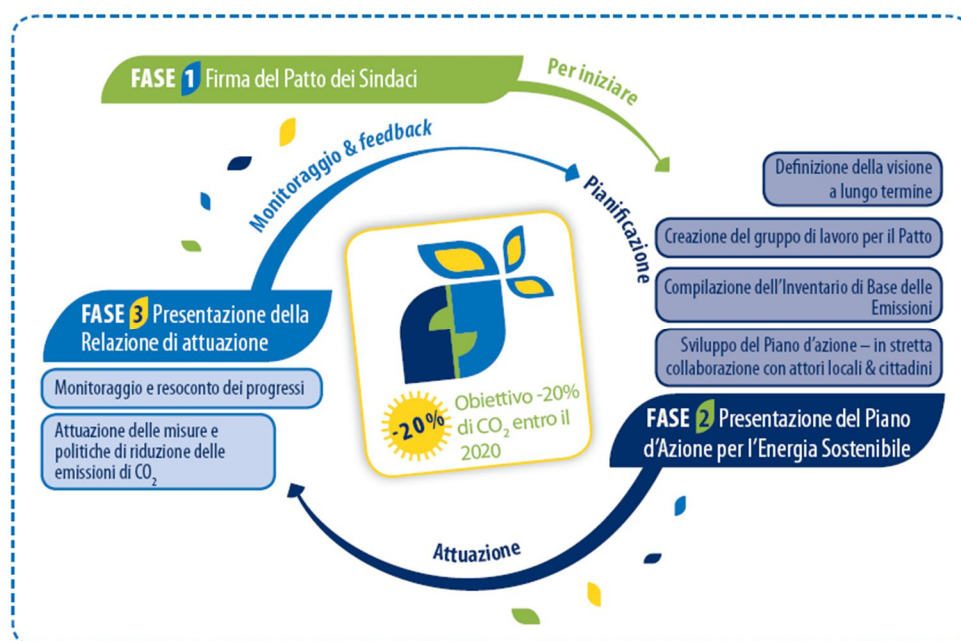 FASE 1 Firma del Patto dei Sindaci
Per iniziare
Monitoraggio & feedback
Pianificazione
Definizione della visione
a lungo termine
Creazione del gruppo di lavoro per il Patto
Compilazione dell'Inventario di Base delle
Emissioni
Sviluppo del Piano d'azione – in stretta
collaborazione con attori locali & cittadini
FASE 2 Presentazione del Piano
d'Azione per l'Energia Sostenibile
Attuazione
FASE 3 Presentazione della
Relazione di attuazione
Monitoraggio e resoconto dei progressi
Attuazione delle misure e
politiche di riduzione delle
emissioni di CO₂
-20%
Obiettivo -20%
di CO₂ entro il
2020